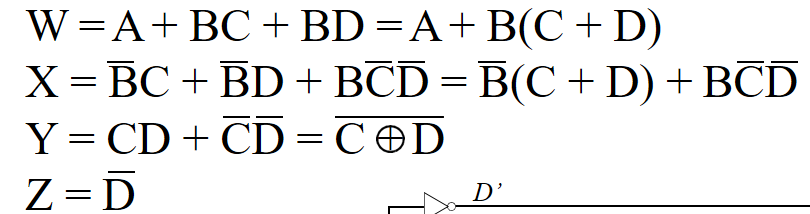 W = A + BC + BD = A + B(C + D)
X = B̅C + B̅D + BC̅D̅ = B̅(C + D) + BC̅D̅
Y = CD + C̅D̅ = C̅ ̅⊕̅ ̅D̅
Z = D̅
D’